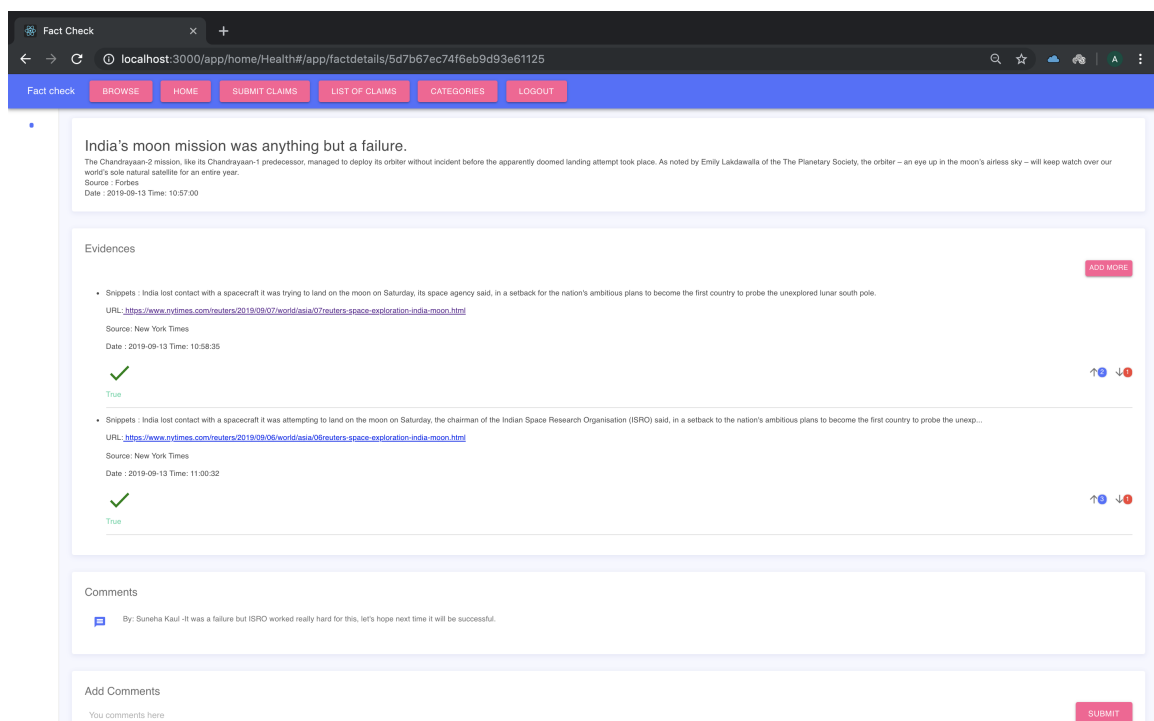 Fact Check
localhost:3000/app/home/Health#/app/factdetails/5d7b67ec74f6eb9d93e61125
A
Fact check BROWSE HOME SUBMIT CLAIMS LIST OF CLAIMS CATEGORIES LOGOUT
India's moon mission was anything but a failure.
The Chandrayaan-2 mission, like its Chandrayaan-1 predecessor, managed to deploy its orbiter without incident before the apparently doomed landing attempt took place. As noted by Emily Lakdawalla of the The Planetary Society, the orbiter – an eye up in the moon's airless sky – will keep watch over our
world's sole natural satellite for an entire year.
Source : Forbes
Date : 2019-09-13 Time: 10:57:00
Evidences
ADD MORE
Snippets : India lost contact with a spacecraft it was trying to land on the moon on Saturday, its space agency said, in a setback for the nation's ambitious plans to become the first country to probe the unexplored lunar south pole.
URL: https://www.nytimes.com/reuters/2019/09/07/world/asia/07reuters-space-exploration-india-moon.html
Source: New York Times
Date : 2019-09-13 Time: 10:58:35
2 1
True
Snippets : India lost contact with a spacecraft it was attempting to land on the moon on Saturday, the chairman of the Indian Space Research Organisation (ISRO) said, in a setback to the nation's ambitious plans to become the first country to probe the unexp...
URL: https://www.nytimes.com/reuters/2019/09/06/world/asia/06reuters-space-exploration-india-moon.html
Source: New York Times
Date : 2019-09-13 Time: 11:00:32
3 1
True
Comments
By: Suneha Kaul -It was a failure but ISRO worked really hard for this, let's hope next time it will be successful.
Add Comments
You comments here
SUBMIT